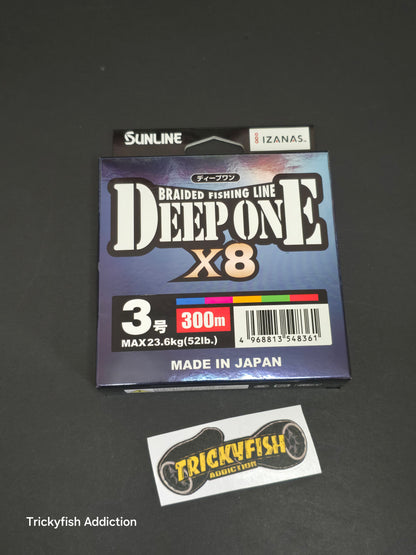 SUNLINE
IZANAS
ディープワン
BRAIDED FISHING LINE
DEEP ONE
X8
3号
300m
MAX23.6kg(52lb.)
4 968813 548361
MADE IN JAPAN
TRICKYFISH
ADDICTION
Trickyfish Addiction